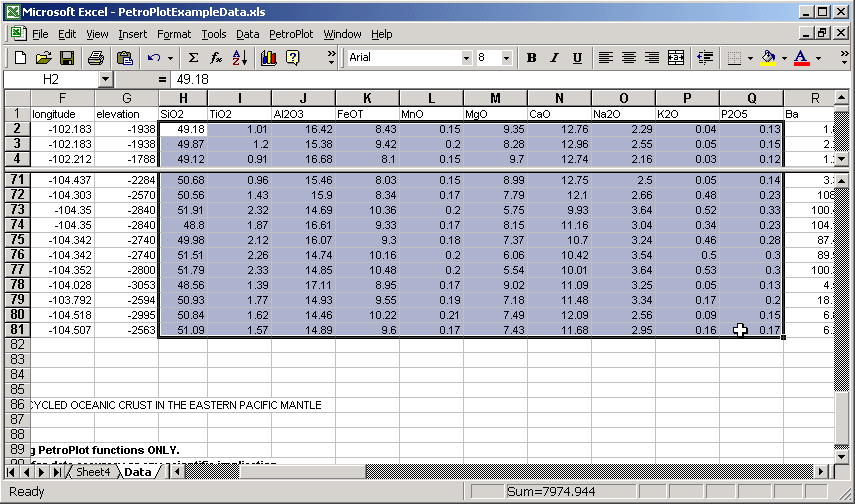 Microsoft Excel - PetroPlotExampleData.xls
File Edit View Insert Format Tools Data PetroPlot Window Help
Arial 8 B I U
H2 = 49.18
F G H I J K L M N O P Q R
1 longitude elevation SiO2 TiO2 Al2O3 FeOT MnO MgO CaO Na2O K2O P2O5 Ba
2 -102.183 -1938 49.18 1.01 16.42 8.43 0.15 9.35 12.76 2.29 0.04 0.13 1.
3 -102.183 -1938 49.87 1.2 15.38 9.42 0.2 8.28 12.96 2.55 0.05 0.15 2.
4 -102.212 -1788 49.12 0.91 16.68 8.1 0.15 9.7 12.74 2.16 0.03 0.12 1.
71 -104.437 -2284 50.68 0.96 15.46 8.03 0.15 8.99 12.75 2.5 0.05 0.14 3.
72 -104.303 -2570 50.56 1.43 15.9 8.34 0.17 7.79 12.1 2.66 0.48 0.23 108
73 -104.35 -2840 51.91 2.32 14.69 10.36 0.2 5.75 9.93 3.64 0.52 0.33 100.
74 -104.35 -2840 48.8 1.87 16.61 9.33 0.17 8.15 11.16 3.04 0.34 0.23 104.
75 -104.342 -2740 49.98 2.12 16.07 9.3 0.18 7.37 10.7 3.24 0.46 0.28 87.
76 -104.342 -2740 51.51 2.26 14.74 10.16 0.2 6.06 10.42 3.54 0.5 0.3 89.
77 -104.352 -2800 51.79 2.33 14.85 10.48 0.2 5.54 10.01 3.64 0.53 0.3 100.
78 -104.028 -3053 48.56 1.39 17.11 8.95 0.17 9.02 11.09 3.25 0.05 0.13 4.
79 -103.792 -2594 50.93 1.77 14.93 9.55 0.19 7.18 11.48 3.34 0.17 0.2 18.
80 -104.518 -2995 50.84 1.62 14.46 10.22 0.21 7.49 12.09 2.56 0.09 0.15 6.
81 -104.507 -2563 51.09 1.57 14.89 9.6 0.17 7.43 11.68 2.95 0.16 0.17 6.
82
83
84
85
86 CYCLED OCEANIC CRUST IN THE EASTERN PACIFIC MANTLE
87
88
89 g PetroPlot functions ONLY.
90
Sheet4 Data
Ready Sum=7974.944